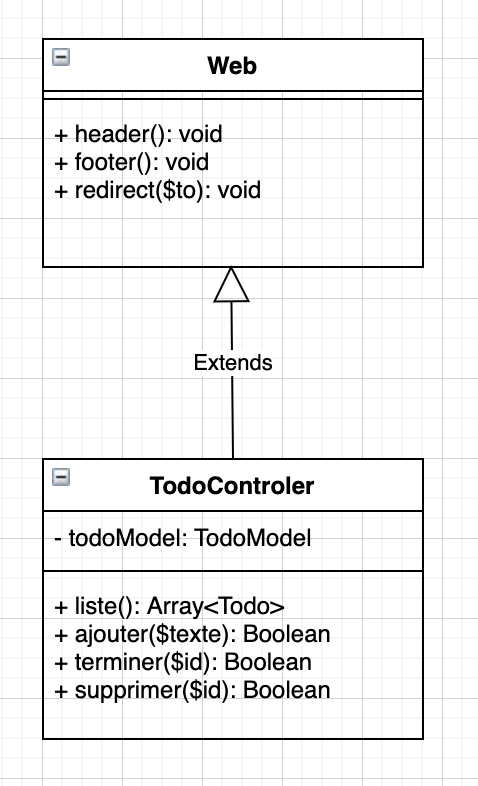 Web
+ header(): void
+ footer(): void
+ redirect($to): void
Extends
TodoControler
- todoModel: TodoModel
+ liste(): Array<Todo>
+ ajouter($texte): Boolean
+ terminer($id): Boolean
+ supprimer($id): Boolean